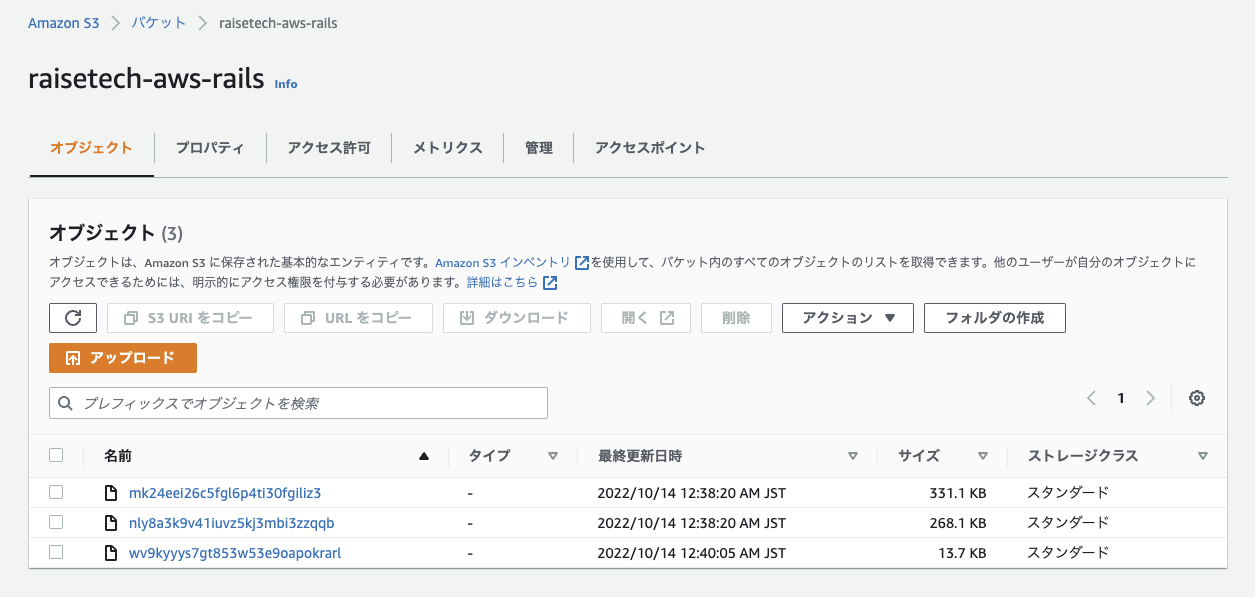 Amazon S3 > バケット > raisetech-aws-rails
raisetech-aws-rails Info
オブジェクト プロパティ アクセス許可 メトリクス 管理 アクセスポイント
オブジェクト (3)
オブジェクトは、Amazon S3 に保存された基本的なエンティティです。Amazon S3 インベントリ を使用して、バケット内のすべてのオブジェクトのリストを取得できます。他のユーザーが自分のオブジェクトに
アクセスできるためには、明示的にアクセス権限を付与する必要があります。詳細はこちら
S3 URI をコピー URL をコピー ダウンロード 開く 削除 アクション フォルダの作成
アップロード
プレフィックスでオブジェクトを検索
1
名前 タイプ 最終更新日時 サイズ ストレージクラス
mk24eei26c5fgl6p4ti30fgiliz3 - 2022/10/14 12:38:20 AM JST 331.1 KB スタンダード
nly8a3k9v41iuvz5kj3mbi3zzqqb - 2022/10/14 12:38:20 AM JST 268.1 KB スタンダード
wv9kyyys7gt853w53e9oapokrarl - 2022/10/14 12:40:05 AM JST 13.7 KB スタンダード